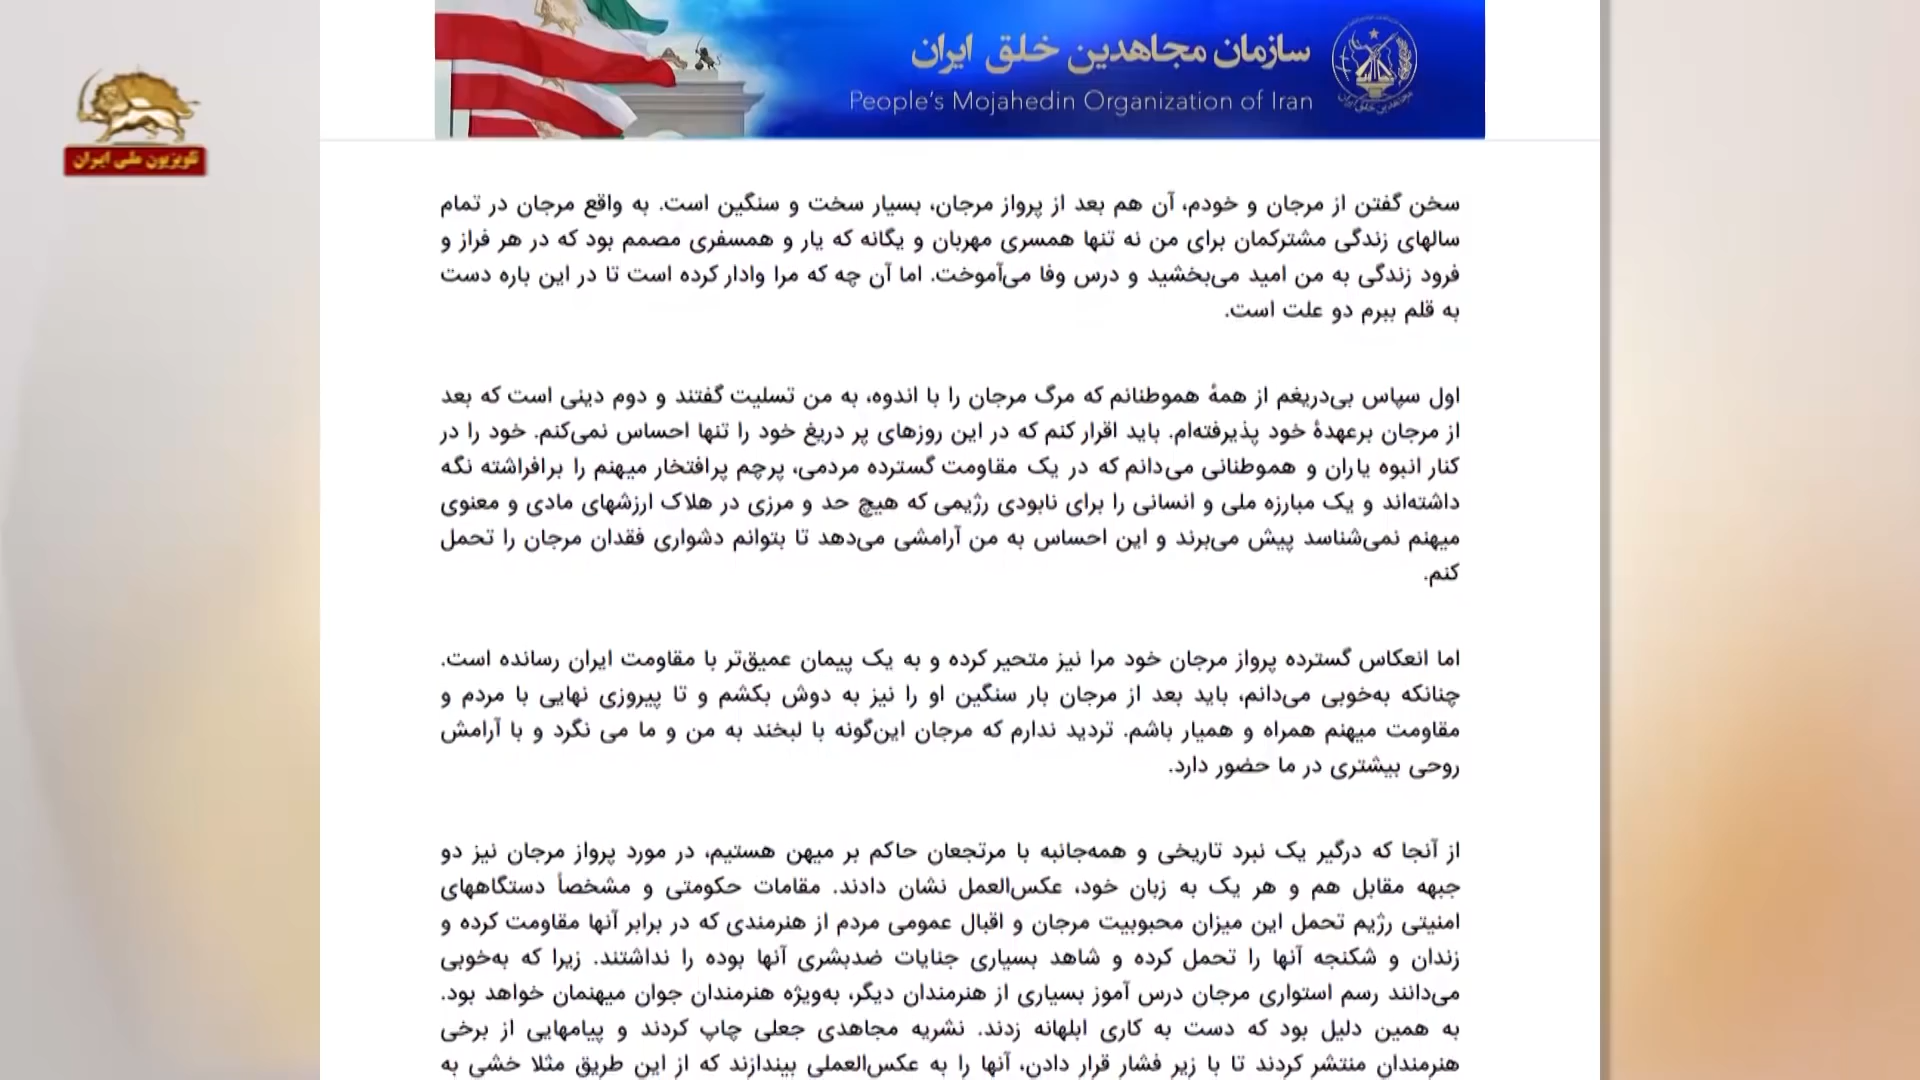 سازمان مجاهدین خلق ایران
People's Mojahedin Organization of Iran
تلویزیون ملی ایران
سخن گفتن از مرجان و خودم، آن هم بعد از پرواز مرجان، بسیار سخت و سنگین است. به واقع مرجان در تمام
سالهای زندگی مشترکمان برای من نه تنها همسری مهربان و یگانه که یار و همسفری مصمم بود که در هر فراز و
فرود زندگی به من امید می‌بخشید و درس وفا می‌آموخت. اما آن چه که مرا وادار کرده است تا در این باره دست
به قلم ببرم دو علت است.
اول سپاس بی‌دریغم از همهٔ هموطنانم که مرگ مرجان را با اندوه، به من تسلیت گفتند و دوم دینی است که بعد
از مرجان برعهدهٔ خود پذیرفته‌ام. باید اقرار کنم که در این روزهای پر دریغ خود را تنها احساس نمی‌کنم. خود را در
کنار انبوه یاران و هموطنانی می‌دانم که در یک مقاومت گسترده مردمی، پرچم پرافتخار میهنم را برافراشته نگه
داشته‌اند و یک مبارزه ملی و انسانی را برای نابودی رژیمی که هیچ حد و مرزی در هلاک ارزشهای مادی و معنوی
میهنم نمی‌شناسد پیش می‌برند و این احساس به من آرامشی می‌دهد تا بتوانم دشواری فقدان مرجان را تحمل
کنم.
اما انعکاس گسترده پرواز مرجان خود مرا نیز متحیر کرده و به یک پیمان عمیق‌تر با مقاومت ایران رسانده است.
چنانکه به‌خوبی می‌دانم، باید بعد از مرجان بار سنگین او را نیز به دوش بکشم و تا پیروزی نهایی با مردم و
مقاومت میهنم همراه و همیار باشم. تردید ندارم که مرجان این‌گونه با لبخند به من و ما می نگرد و با آرامش
روحی بیشتری در ما حضور دارد.
از آنجا که درگیر یک نبرد تاریخی و همه‌جانبه با مرتجعان حاکم بر میهن هستیم، در مورد پرواز مرجان نیز دو
جبهه مقابل هم و هر یک به زبان خود، عکس‌العمل نشان دادند. مقامات حکومتی و مشخصاً دستگاههای
امنیتی رژیم تحمل این میزان محبوبیت مرجان و اقبال عمومی مردم از هنرمندی که در برابر آنها مقاومت کرده و
زندان و شکنجه آنها را تحمل کرده و شاهد بسیاری جنایات ضدبشری آنها بوده را نداشتند. زیرا که به‌خوبی
می‌دانند رسم استواری مرجان درس آموز بسیاری از هنرمندان دیگر، به‌ویژه هنرمندان جوان میهنمان خواهد بود.
به همین دلیل بود که دست به کاری ابلهانه زدند. نشریه مجاهدی جعلی چاپ کردند و پیامهایی از برخی
هنرمندان منتشر کردند تا با زیر فشار قرار دادن، آنها را به عکس‌العملی بیندازند که از این طریق مثلا خشی به